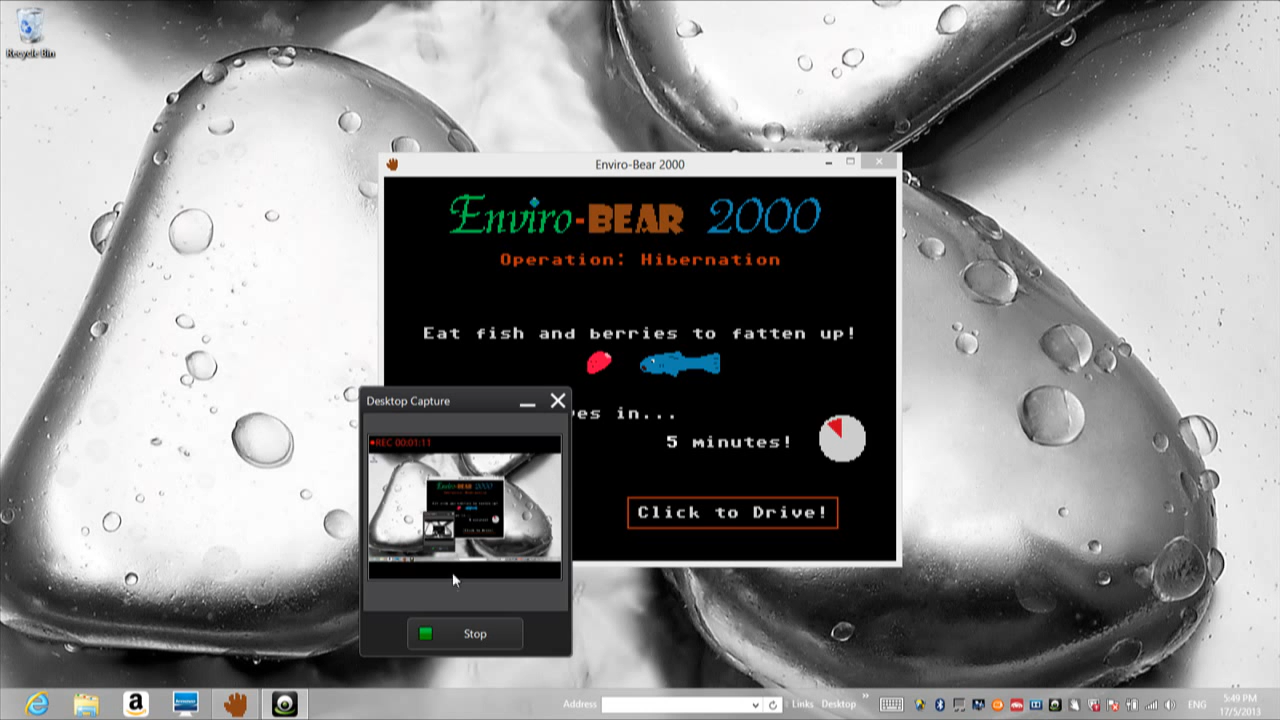 Recycle Bin
Enviro-Bear 2000
Enviro-BEAR 2000
Operation: Hibernation
Eat fish and berries to fatten up!
in...
5 minutes!
Click to Drive!
Desktop Capture
REC 00:01:11
Stop
Address
Links
Desktop
ENG
5:49 PM
17/5/2013